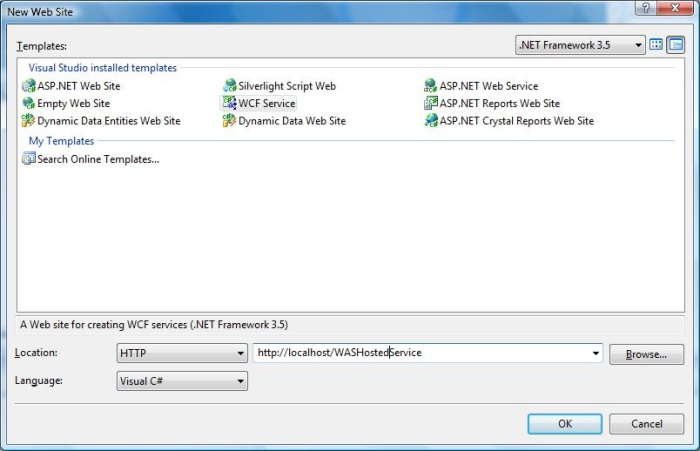 New Web Site
Templates:
.NET Framework 3.5
Visual Studio installed templates
ASP.NET Web Site
Silverlight Script Web
ASP.NET Web Service
Empty Web Site
WCF Service
ASP.NET Reports Web Site
Dynamic Data Entities Web Site
Dynamic Data Web Site
ASP.NET Crystal Reports Web Site
My Templates
Search Online Templates...
A Web site for creating WCF services (.NET Framework 3.5)
Location:
HTTP
http://localhost/WASHostedService
Browse...
Language:
Visual C#
OK
Cancel